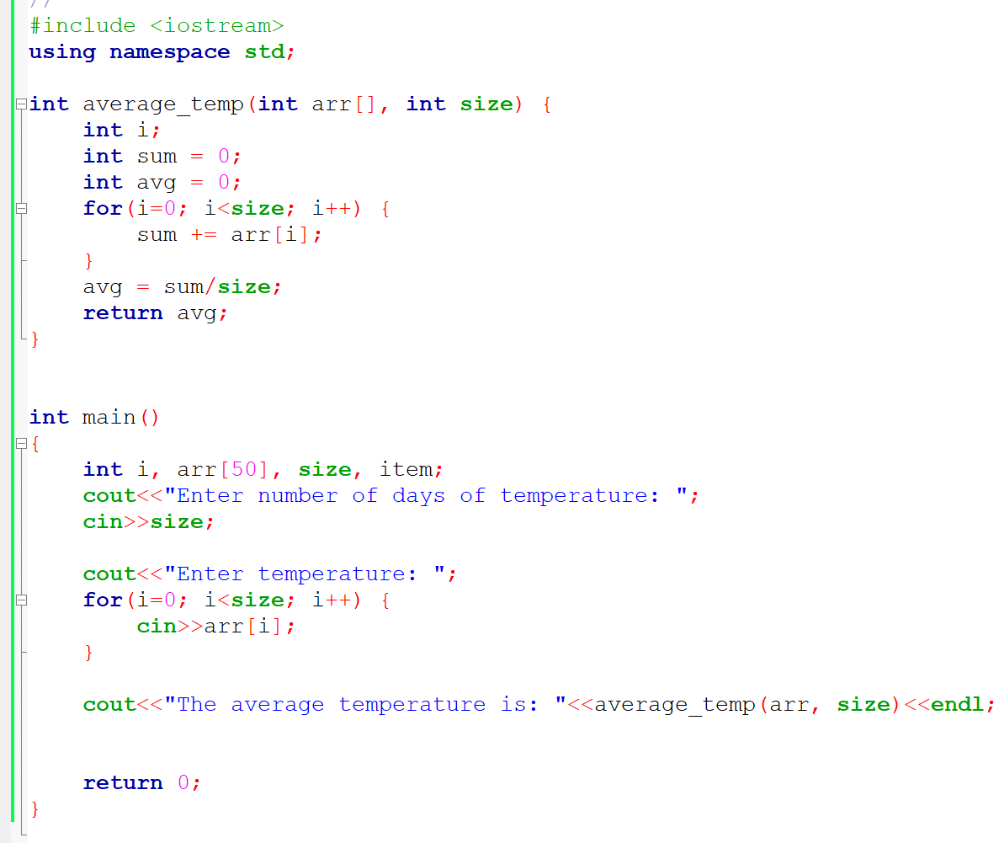 //
#include <iostream>
using namespace std;
int average_temp(int arr[], int size) {
int i;
int sum = 0;
int avg = 0;
for(i=0; i<size; i++) {
sum += arr[i];
}
avg = sum/size;
return avg;
}
int main()
{
int i, arr[50], size, item;
cout<<"Enter number of days of temperature: ";
cin>>size;
cout<<"Enter temperature: ";
for(i=0; i<size; i++) {
cin>>arr[i];
}
cout<<"The average temperature is: "<<average_temp(arr, size)<<endl;
return 0;
}